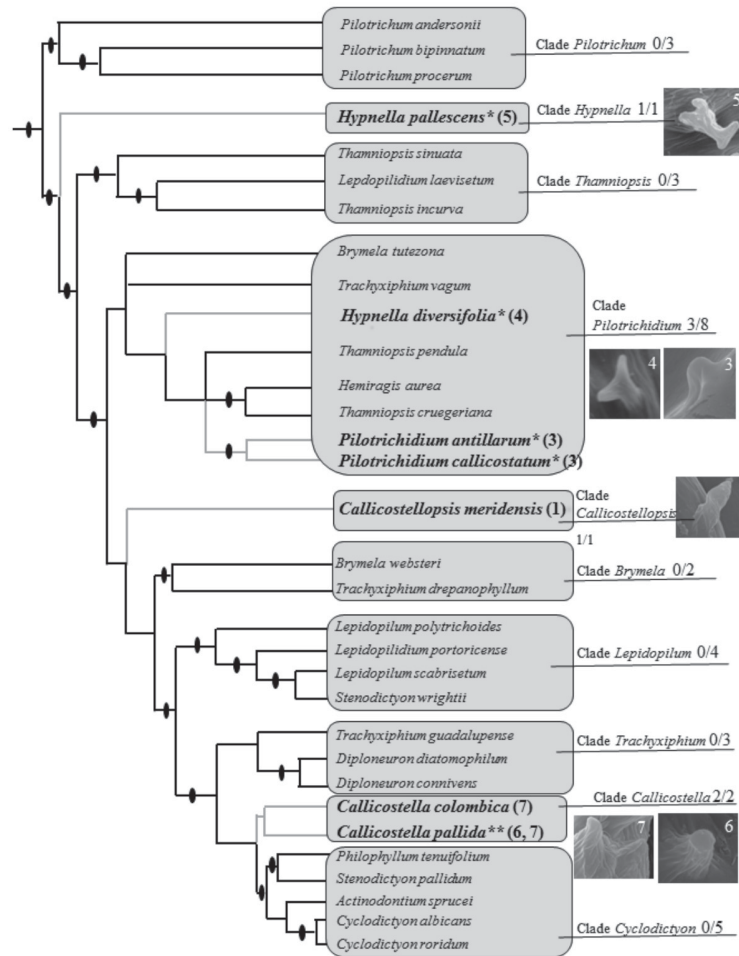 Pilotrichum andersonii
Pilotrichum bipinnatum
Pilotrichum procerum
Clade Pilotrichum 0/3
Hypnella pallescens* (5)
Clade Hypnella 1/1
5
Thamniopsis sinuata
Lepdopilidium laevisetum
Thamniopsis incurva
Clade Thamniopsis 0/3
Brymela tutezona
Trachyxiphium vagum
Hypnella diversifolia* (4)
Thamniopsis pendula
Hemiragis aurea
Thamniopsis cruegeriana
Pilotrichidium antillarum* (3)
Pilotrichidium callicostatum* (3)
Clade
Pilotrichidium 3/8
4
3
Callicostellopsis meridensis (1)
Clade
Callicostellopsis
1/1
Brymela websteri
Trachyxiphium drepanophyllum
Clade Brymela 0/2
Lepidopilum polytrichoides
Lepidopilidium portoricense
Lepidopilum scabrisetum
Stenodictyon wrightii
Clade Lepidopilum 0/4
Trachyxiphium guadalupense
Diploneuron diatomophilum
Diploneuron connivens
Clade Trachyxiphium 0/3
Callicostella colombica (7)
Callicostella pallida** (6, 7)
Clade Callicostella 2/2
7
6
Philophyllum tenuifolium
Stenodictyon pallidum
Actinodontium sprucei
Cyclodictyon albicans
Cyclodictyon roridum
Clade Cyclodictyon 0/5